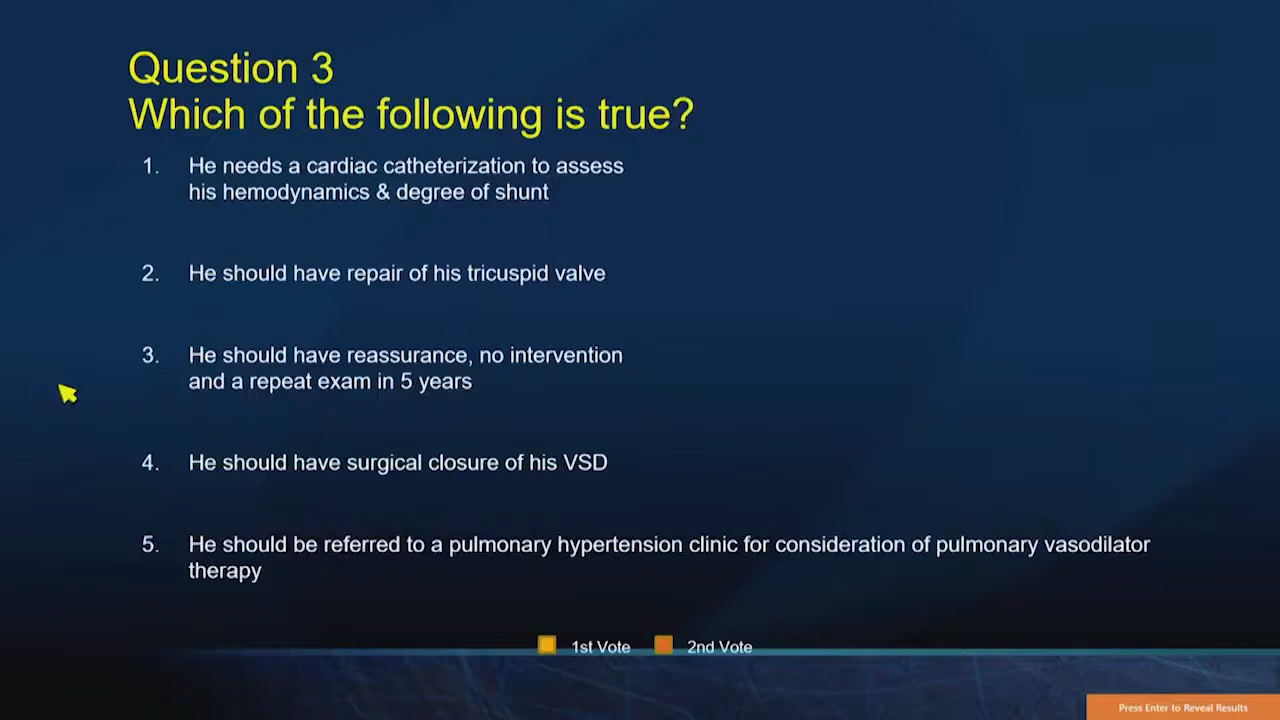 Question 3
Which of the following is true?
1. He needs a cardiac catheterization to assess
his hemodynamics & degree of shunt
2. He should have repair of his tricuspid valve
3. He should have reassurance, no intervention
and a repeat exam in 5 years
4. He should have surgical closure of his VSD
5. He should be referred to a pulmonary hypertension clinic for consideration of pulmonary vasodilator
therapy
1st Vote 2nd Vote
Press Enter to Reveal Results